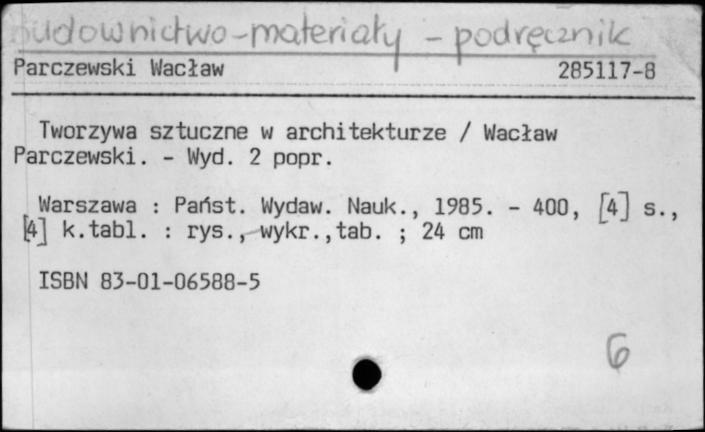 Budownictwo-materiały - podręcznik
Parczewski Wacław 285117-8
Tworzywa sztuczne w architekturze / Wacław
Parczewski. - Wyd. 2 popr.
Warszawa : Państ. Wydaw. Nauk., 1985. - 400, [4] s.,
[4] k.tabl. : rys., wykr.,tab. ; 24 cm
ISBN 83-01-06588-5
6